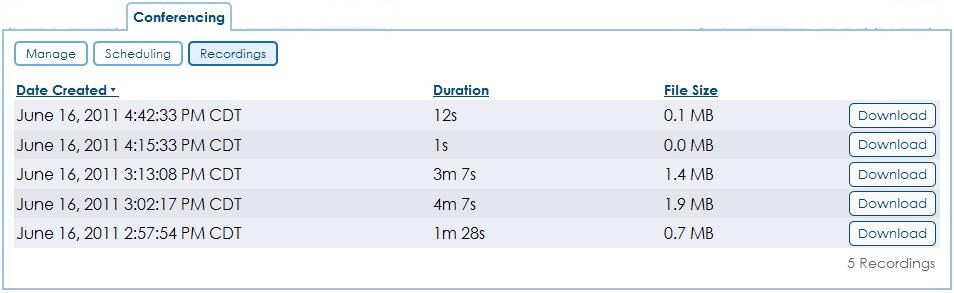 Conferencing
Manage Scheduling Recordings
Date Created Duration File Size
June 16, 2011 4:42:33 PM CDT 12s 0.1 MB Download
June 16, 2011 4:15:33 PM CDT 1s 0.0 MB Download
June 16, 2011 3:13:08 PM CDT 3m 7s 1.4 MB Download
June 16, 2011 3:02:17 PM CDT 4m 7s 1.9 MB Download
June 16, 2011 2:57:54 PM CDT 1m 28s 0.7 MB Download
5 Recordings